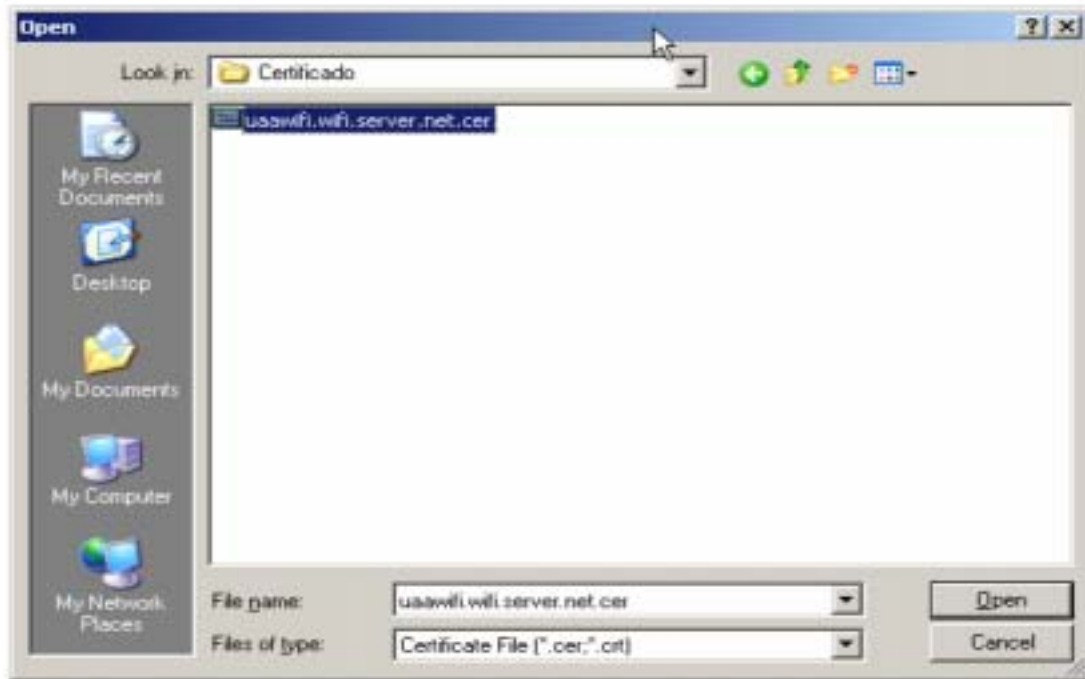 Open
Look in: Certificado
uaawifi.wifi.server.net.cer
My Recent
Documents
Desktop
My Documents
My Computer
My Network
Places
File name: uaawifi.wifi.server.net.cer Open
Files of type: Certificate File (*.cer;*.crt) Cancel